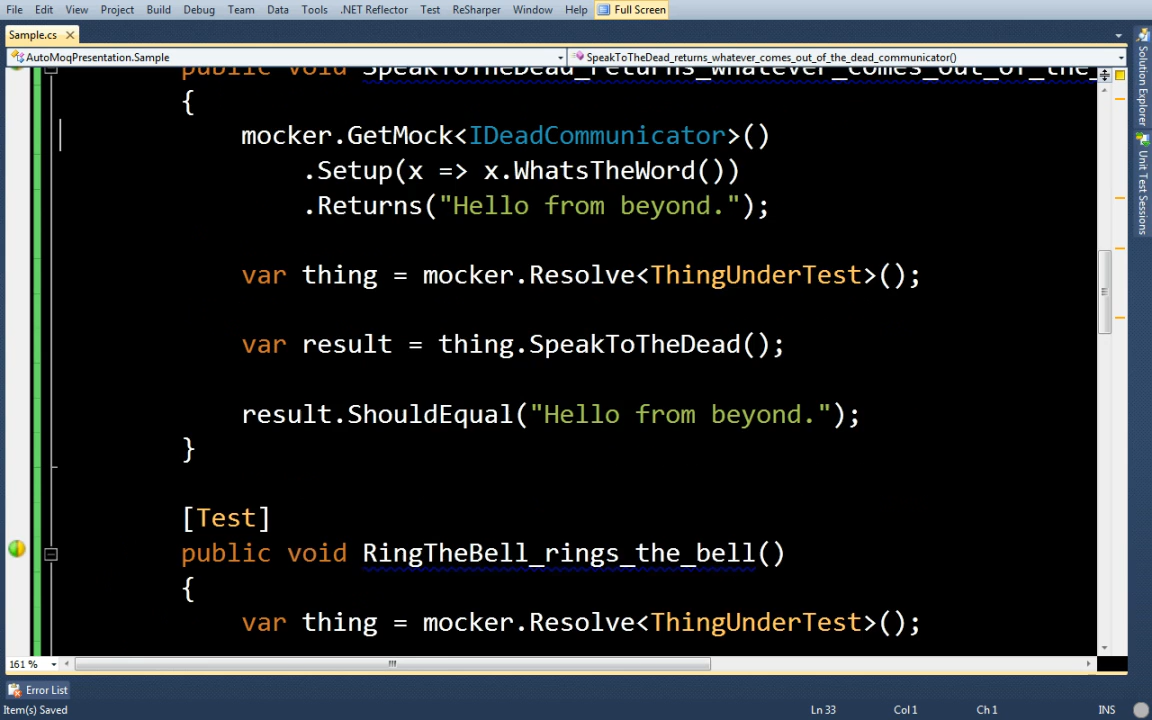 File Edit View Project Build Debug Team Data Tools .NET Reflector Test ReSharper Window Help Full Screen
Sample.cs
AutoMoqPresentation.Sample
SpeakToTheDead_returns_whatever_comes_out_of_the_dead_communicator()
public void SpeakToTheDead_returns_whatever_comes_out_of_the_
{
mocker.GetMock<IDeadCommunicator>()
.Setup(x => x.WhatsTheWord())
.Returns("Hello from beyond.");
var thing = mocker.Resolve<ThingUnderTest>();
var result = thing.SpeakToTheDead();
result.ShouldEqual("Hello from beyond.");
}
[Test]
public void RingTheBell_rings_the_bell()
{
var thing = mocker.Resolve<ThingUnderTest>();
161 %
Solution Explorer
Unit Test Sessions
Error List
Item(s) Saved
Ln 33 Col 1 Ch 1 INS